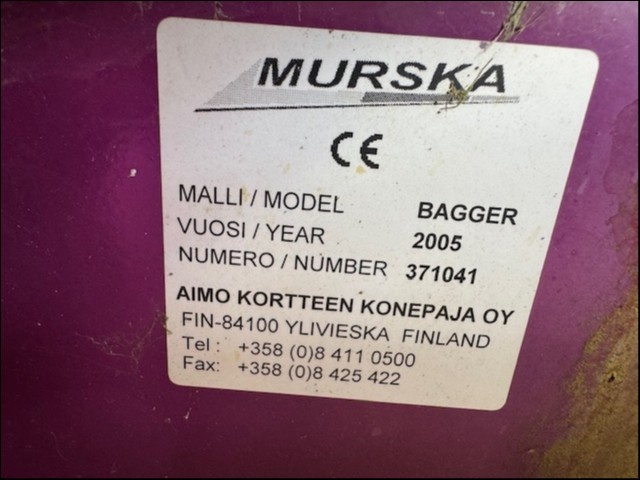 MURSKA
CE
MALLI / MODEL BAGGER
VUOSI / YEAR 2005
NUMERO / NUMBER 371041
AIMO KORTTEEN KONEPAJA OY
FIN-84100 YLIVIESKA FINLAND
Tel : +358 (0)8 411 0500
Fax: +358 (0)8 425 422